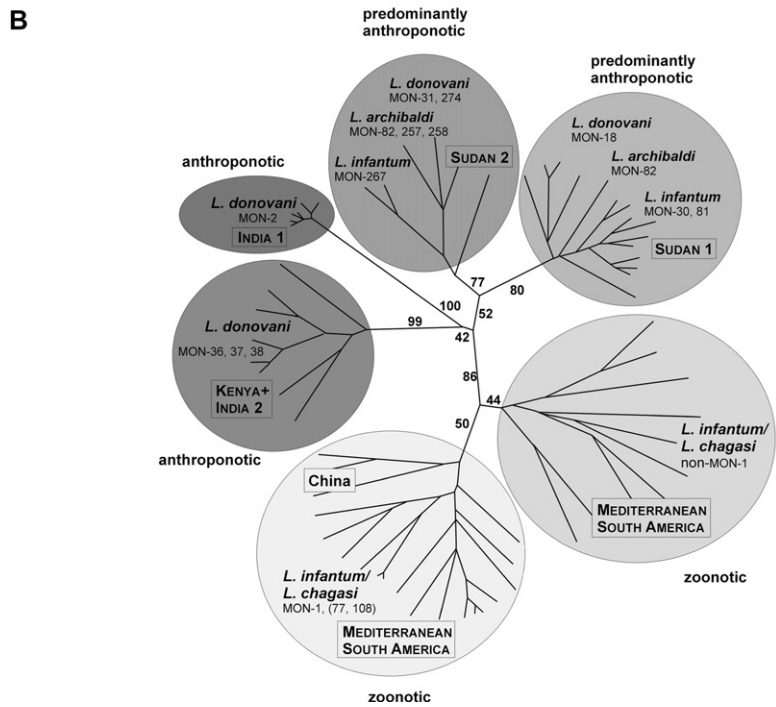 B
predominantly
anthroponotic
L. donovani
MON-31, 274
L. archibaldi
MON-82, 257, 258
L. infantum
MON-267
SUDAN 2
predominantly
anthroponotic
L. donovani
MON-18
L. archibaldi
MON-82
L. infantum
MON-30, 81
SUDAN 1
anthroponotic
L. donovani
MON-2
INDIA 1
77
80
100
52
99
42
86
44
50
L. donovani
MON-36, 37, 38
KENYA+
INDIA 2
anthroponotic
L. infantum/
L. chagasi
non-MON-1
MEDITERRANEAN
SOUTH AMERICA
zoonotic
China
L. infantum/
L. chagasi
MON-1, (77, 108)
MEDITERRANEAN
SOUTH AMERICA
zoonotic